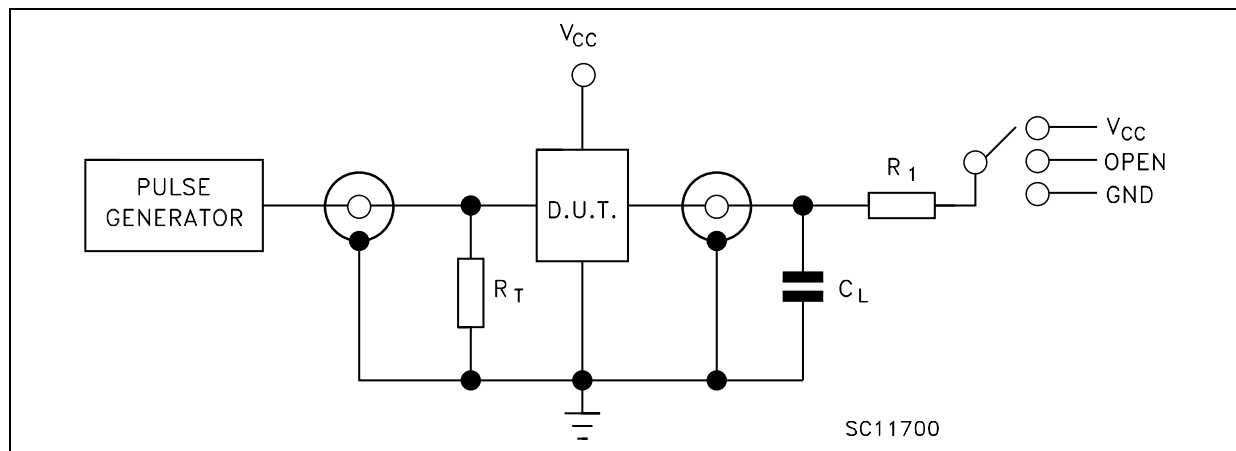 VCC
PULSE
GENERATOR
D.U.T.
RT
R1
CL
VCC
OPEN
GND
SC11700